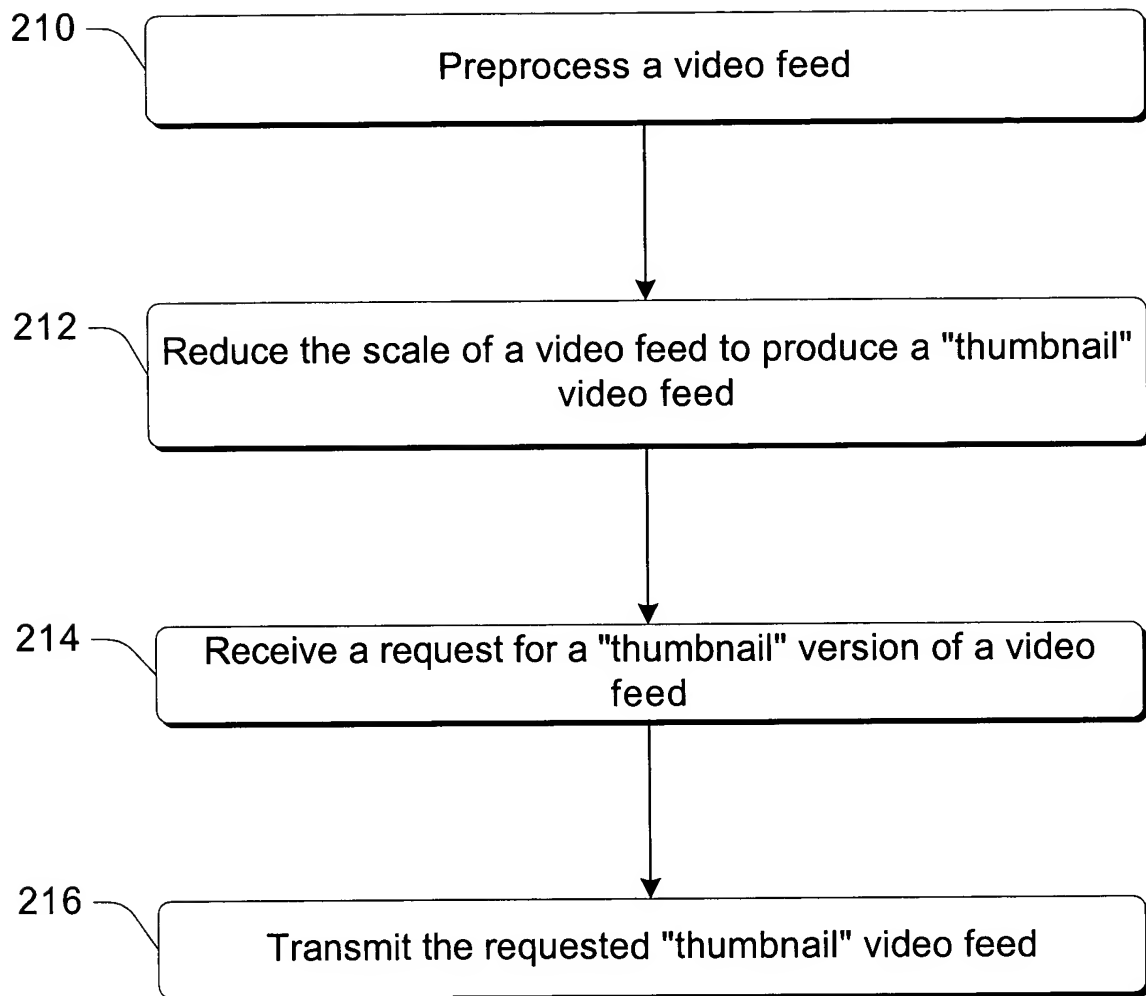 210
Preprocess a video feed
212
Reduce the scale of a video feed to produce a "thumbnail"
video feed
214
Receive a request for a "thumbnail" version of a video
feed
216
Transmit the requested "thumbnail" video feed